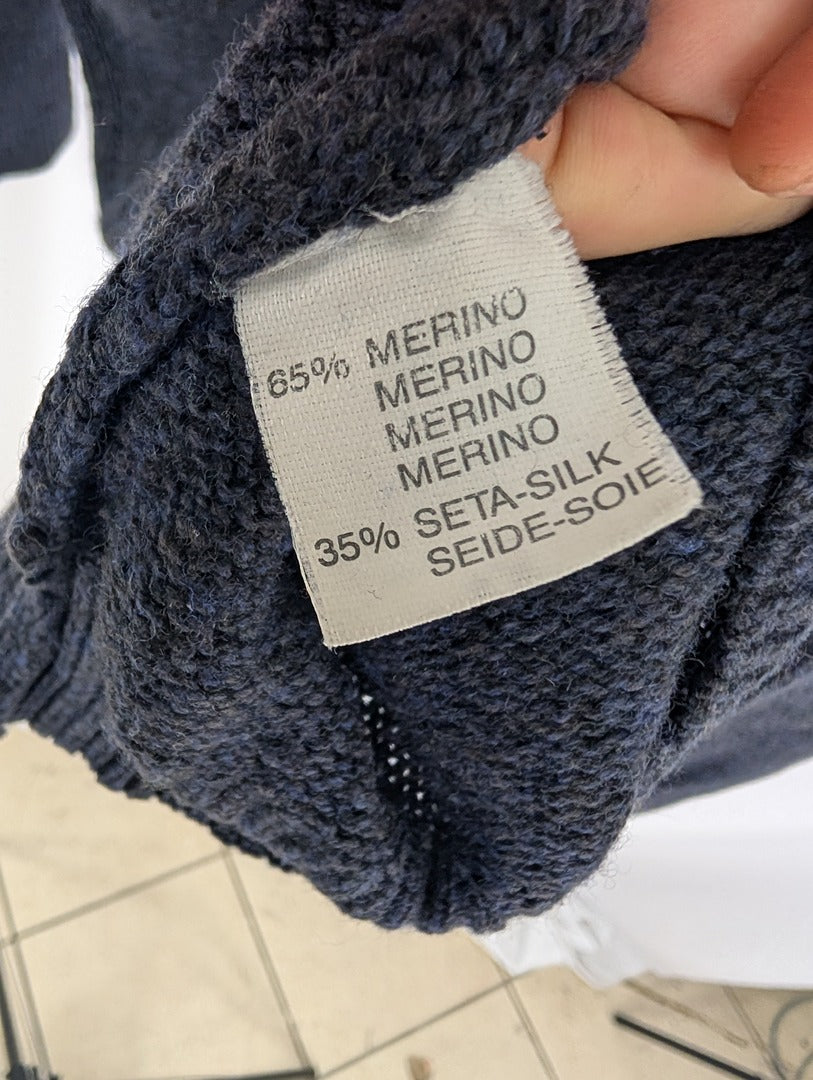 65% MERINO
MERINO
MERINO
MERINO
35% SETA-SILK
SEIDE-SOIE